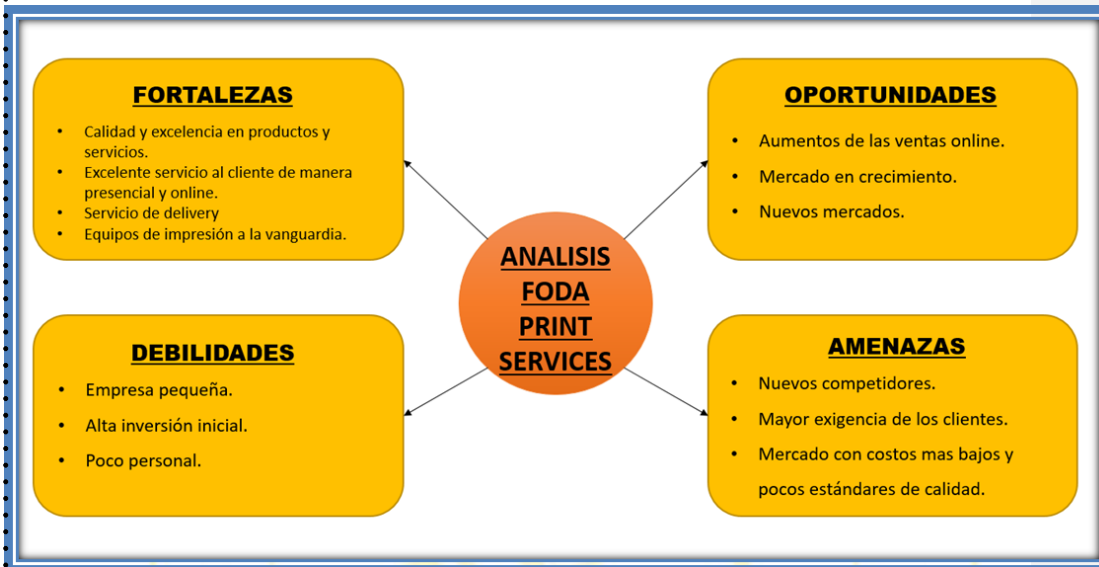 FORTALEZAS
• Calidad y excelencia en productos y
servicios.
• Excelente servicio al cliente de manera
presencial y online.
• Servicio de delivery
• Equipos de impresión a la vanguardia.
OPORTUNIDADES
• Aumentos de las ventas online.
• Mercado en crecimiento.
• Nuevos mercados.
ANALISIS
FODA
PRINT
SERVICES
DEBILIDADES
• Empresa pequeña.
• Alta inversión inicial.
• Poco personal.
AMENAZAS
• Nuevos competidores.
• Mayor exigencia de los clientes.
• Mercado con costos mas bajos y
pocos estándares de calidad.